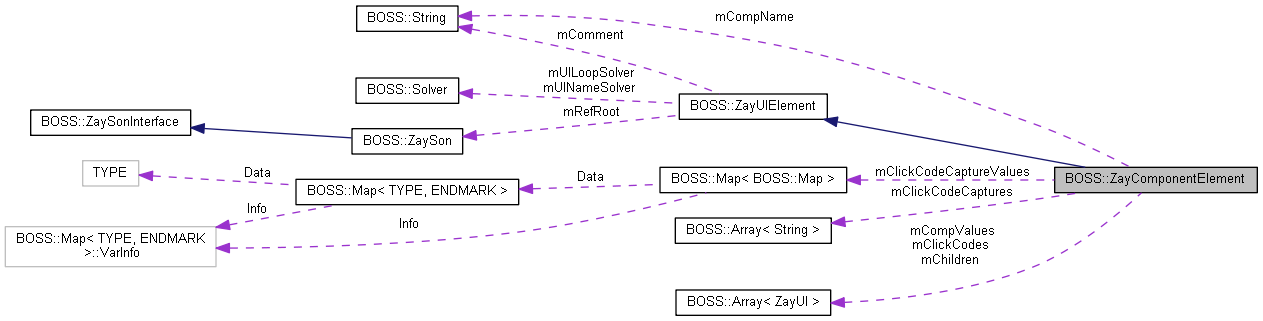 mCompName
BOSS::String
mComment
mUILoopSolver
BOSS::Solver
mUINameSolver
BOSS::ZayUIElement
mRefRoot
BOSS::ZaySonInterface
BOSS::ZaySon
TYPE
Data
BOSS::Map< TYPE, ENDMARK >
Data
BOSS::Map< BOSS::Map >
mClickCodeCaptureValues
BOSS::ZayComponentElement
mClickCodeCaptures
Info
Info
BOSS::Map< TYPE, ENDMARK
>::VarInfo
BOSS::Array< String >
mCompValues
mClickCodes
mChildren
BOSS::Array< ZayUI >